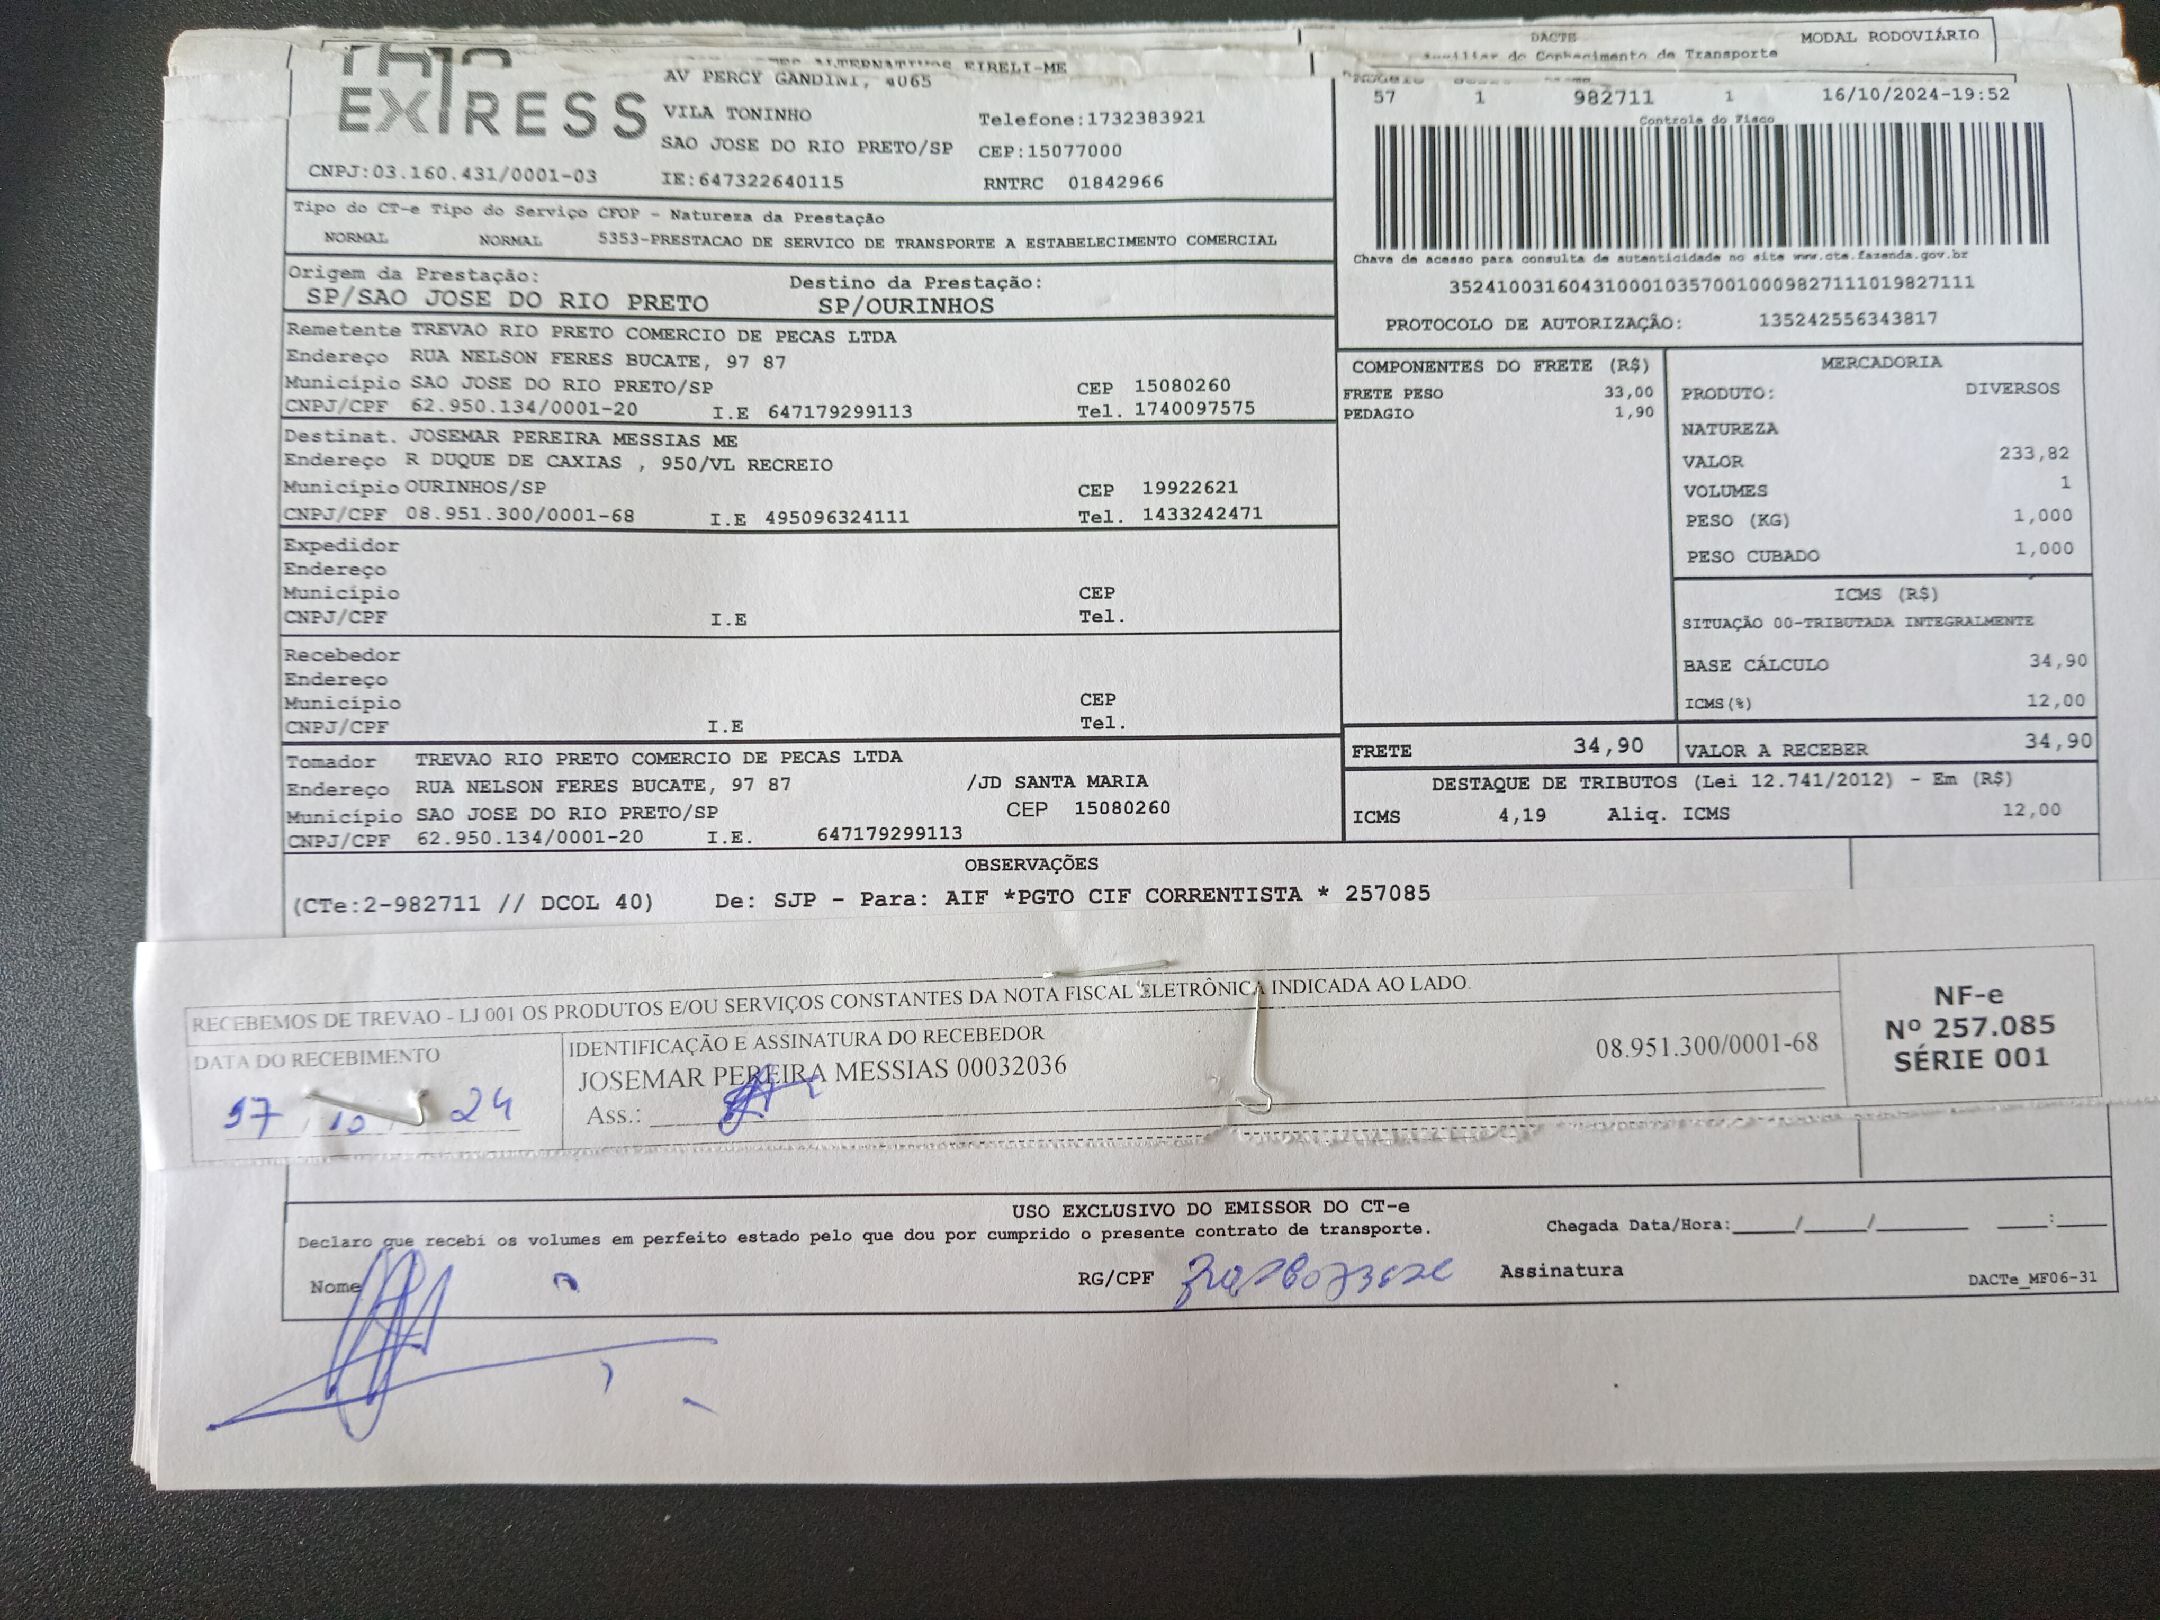 DACTE MODAL RODOVIÁRIO
Auxiliar do Conhecimento de Transporte
ALTERNATIVOS EIRELI-ME
EXPRESS
AV PERCY GANDINI, 4065
VILA TONINHO Telefone:1732383921
SAO JOSE DO RIO PRETO/SP CEP:15077000
CNPJ:03.160.431/0001-03 IE:647322640115 RNTRC 01842966
57 1 982711 1 16/10/2024-19:52
Controle do Fisco
Chave de acesso para consulta de autenticidade no site www.cte.fazenda.gov.br
35241003160431000103570010009827111019827111
PROTOCOLO DE AUTORIZAÇÃO: 135242556343817
Tipo do CT-e Tipo do Serviço CFOP - Natureza da Prestação
NORMAL NORMAL 5353-PRESTACAO DE SERVICO DE TRANSPORTE A ESTABELECIMENTO COMERCIAL
Origem da Prestação: Destino da Prestação:
SP/SAO JOSE DO RIO PRETO SP/OURINHOS
Remetente TREVAO RIO PRETO COMERCIO DE PECAS LTDA
Endereço RUA NELSON FERES BUCATE, 97 87
Município SAO JOSE DO RIO PRETO/SP CEP 15080260
CNPJ/CPF 62.950.134/0001-20 I.E 647179299113 Tel. 1740097575
Destinat. JOSEMAR PEREIRA MESSIAS ME
Endereço R DUQUE DE CAXIAS , 950/VL RECREIO
Município OURINHOS/SP CEP 19922621
CNPJ/CPF 08.951.300/0001-68 I.E 495096324111 Tel. 1433242471
Expedidor
Endereço
Município CEP
CNPJ/CPF I.E Tel.
Recebedor
Endereço
Município CEP
CNPJ/CPF I.E Tel.
Tomador TREVAO RIO PRETO COMERCIO DE PECAS LTDA
Endereço RUA NELSON FERES BUCATE, 97 87 /JD SANTA MARIA
Município SAO JOSE DO RIO PRETO/SP CEP 15080260
CNPJ/CPF 62.950.134/0001-20 I.E. 647179299113
COMPONENTES DO FRETE (R$)
FRETE PESO 33,00
PEDAGIO 1,90
MERCADORIA
PRODUTO: DIVERSOS
NATUREZA
VALOR 233,82
VOLUMES 1
PESO (KG) 1,000
PESO CUBADO 1,000
ICMS (R$)
SITUAÇÃO 00-TRIBUTADA INTEGRALMENTE
BASE CÁLCULO 34,90
ICMS(%) 12,00
FRETE 34,90 VALOR A RECEBER 34,90
DESTAQUE DE TRIBUTOS (Lei 12.741/2012) - Em (R$)
ICMS 4,19 Aliq. ICMS 12,00
OBSERVAÇÕES
(CTe:2-982711 // DCOL 40) De: SJP - Para: AIF *PGTO CIF CORRENTISTA * 257085
RECEBEMOS DE TREVAO - LJ 001 OS PRODUTOS E/OU SERVIÇOS CONSTANTES DA NOTA FISCAL ELETRÔNICA INDICADA AO LADO.
DATA DO RECEBIMENTO
10 24
IDENTIFICAÇÃO E ASSINATURA DO RECEBEDOR
JOSEMAR PEREIRA MESSIAS 00032036 08.951.300/0001-68
Ass.:
NF-e
Nº 257.085
SÉRIE 001
USO EXCLUSIVO DO EMISSOR DO CT-e
Declaro que recebi os volumes em perfeito estado pelo que dou por cumprido o presente contrato de transporte.
Chegada Data/Hora:____/____/______ ___:___
Nome RG/CPF Assinatura
DACTe_MF06-31